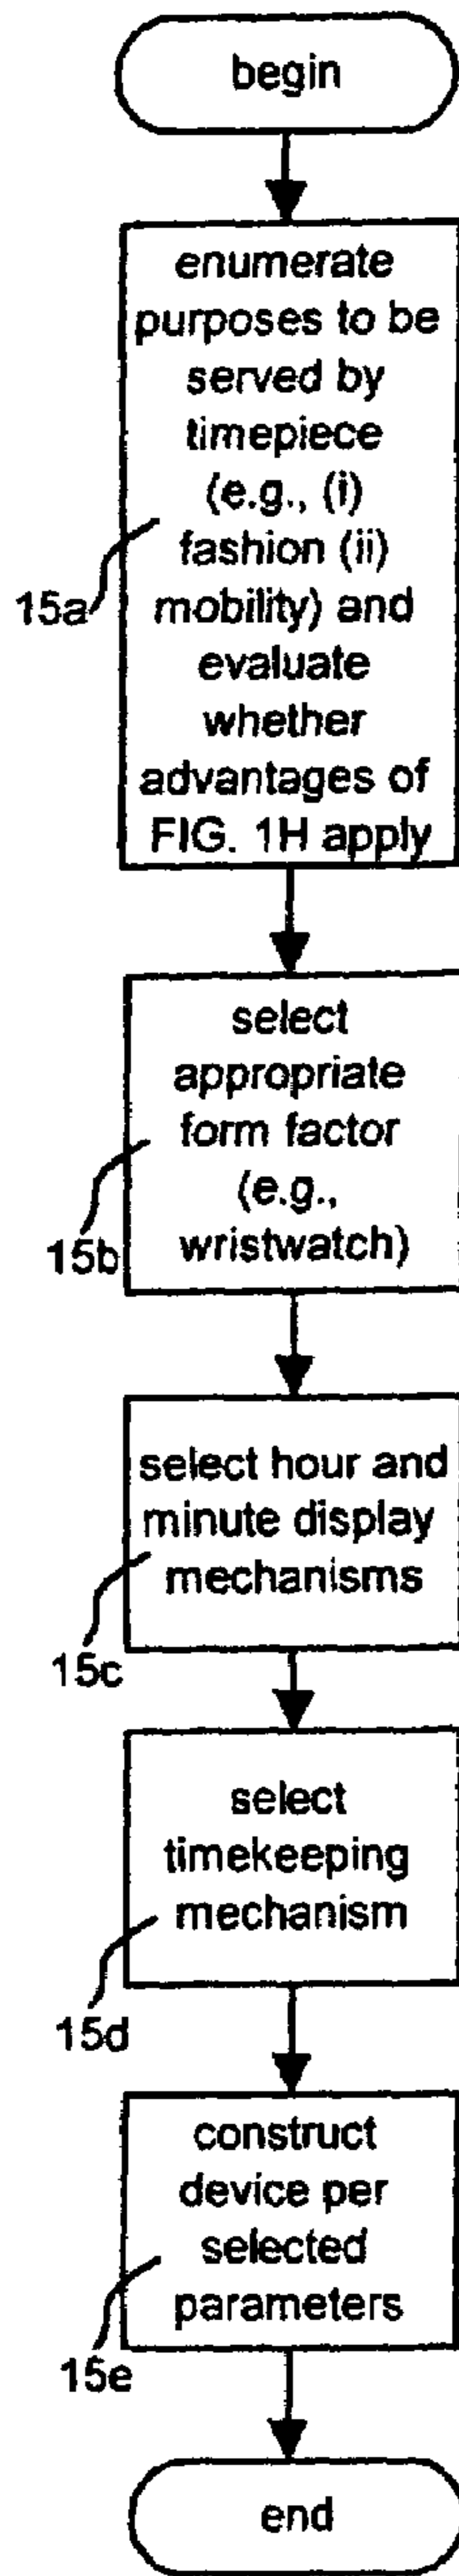 begin
enumerate
purposes to be
served by
timepiece
(e.g., (i)
fashion (ii)
mobility) and
evaluate
whether
advantages of
FIG. 1H apply
15a
select
appropriate
form factor
(e.g.,
wristwatch)
15b
select hour and
minute display
mechanisms
15c
select
timekeeping
mechanism
15d
construct
device per
selected
parameters
15e
end